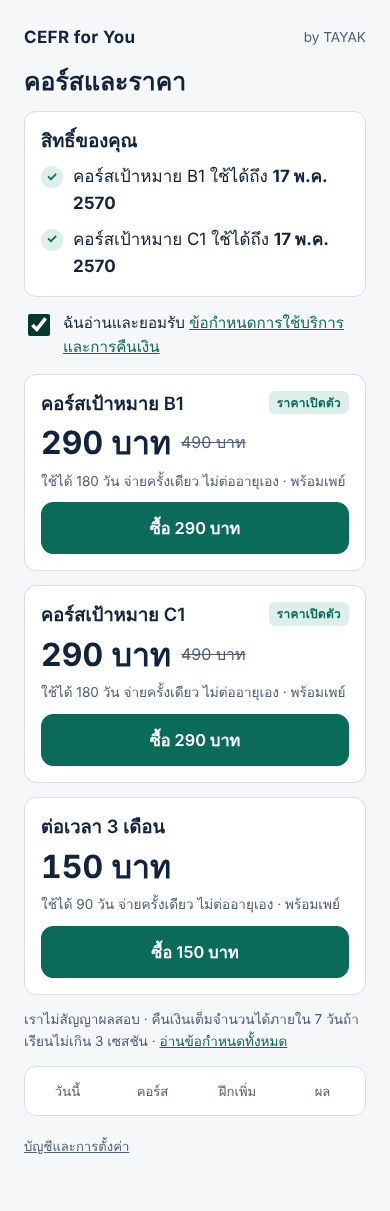 CEFR for You
by TAYAK
คอร์สและราคา
สิทธิ์ของคุณ
คอร์สเป้าหมาย B1 ใช้ได้ถึง 17 พ.ค.
2570
คอร์สเป้าหมาย C1 ใช้ได้ถึง 17 พ.ค.
2570
ฉันอ่านและยอมรับ ข้อกำหนดการใช้บริการ
และการคืนเงิน
คอร์สเป้าหมาย B1
ราคาเปิดตัว
290 บาท 490 บาท
ใช้ได้ 180 วัน จ่ายครั้งเดียว ไม่ต่ออายุเอง · พร้อมเพย์
ซื้อ 290 บาท
คอร์สเป้าหมาย C1
ราคาเปิดตัว
290 บาท 490 บาท
ใช้ได้ 180 วัน จ่ายครั้งเดียว ไม่ต่ออายุเอง · พร้อมเพย์
ซื้อ 290 บาท
ต่อเวลา 3 เดือน
150 บาท
ใช้ได้ 90 วัน จ่ายครั้งเดียว ไม่ต่ออายุเอง · พร้อมเพย์
ซื้อ 150 บาท
เราไม่สัญญาผลสอบ · คืนเงินเต็มจำนวนได้ภายใน 7 วันถ้า
เรียนไม่เกิน 3 เซสชัน · อ่านข้อกำหนดทั้งหมด
วันนี้ คอร์ส ฝึกเพิ่ม ผล
บัญชีและการตั้งค่า